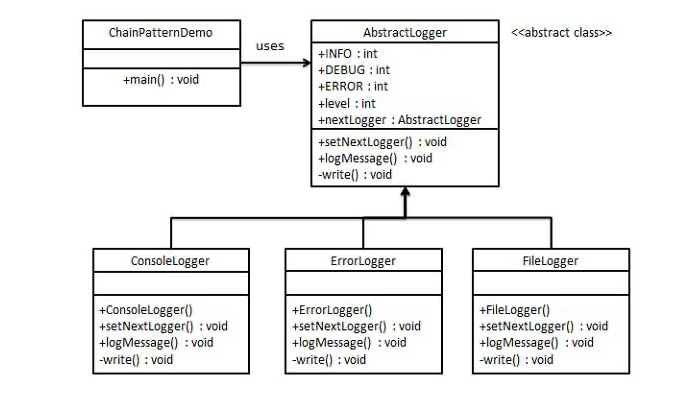 ChainPatternDemo
+main() : void
uses
AbstractLogger
<<abstract class>>
+INFO : int
+DEBUG : int
+ERROR : int
+level : int
+nextLogger : AbstractLogger
+setNextLogger() : void
+logMessage() : void
-write() : void
ConsoleLogger
+ConsoleLogger()
+setNextLogger() : void
+logMessage() : void
-write() : void
ErrorLogger
+ErrorLogger()
+setNextLogger() : void
+logMessage() : void
-write() : void
FileLogger
+FileLogger()
+setNextLogger() : void
+logMessage() : void
-write() : void